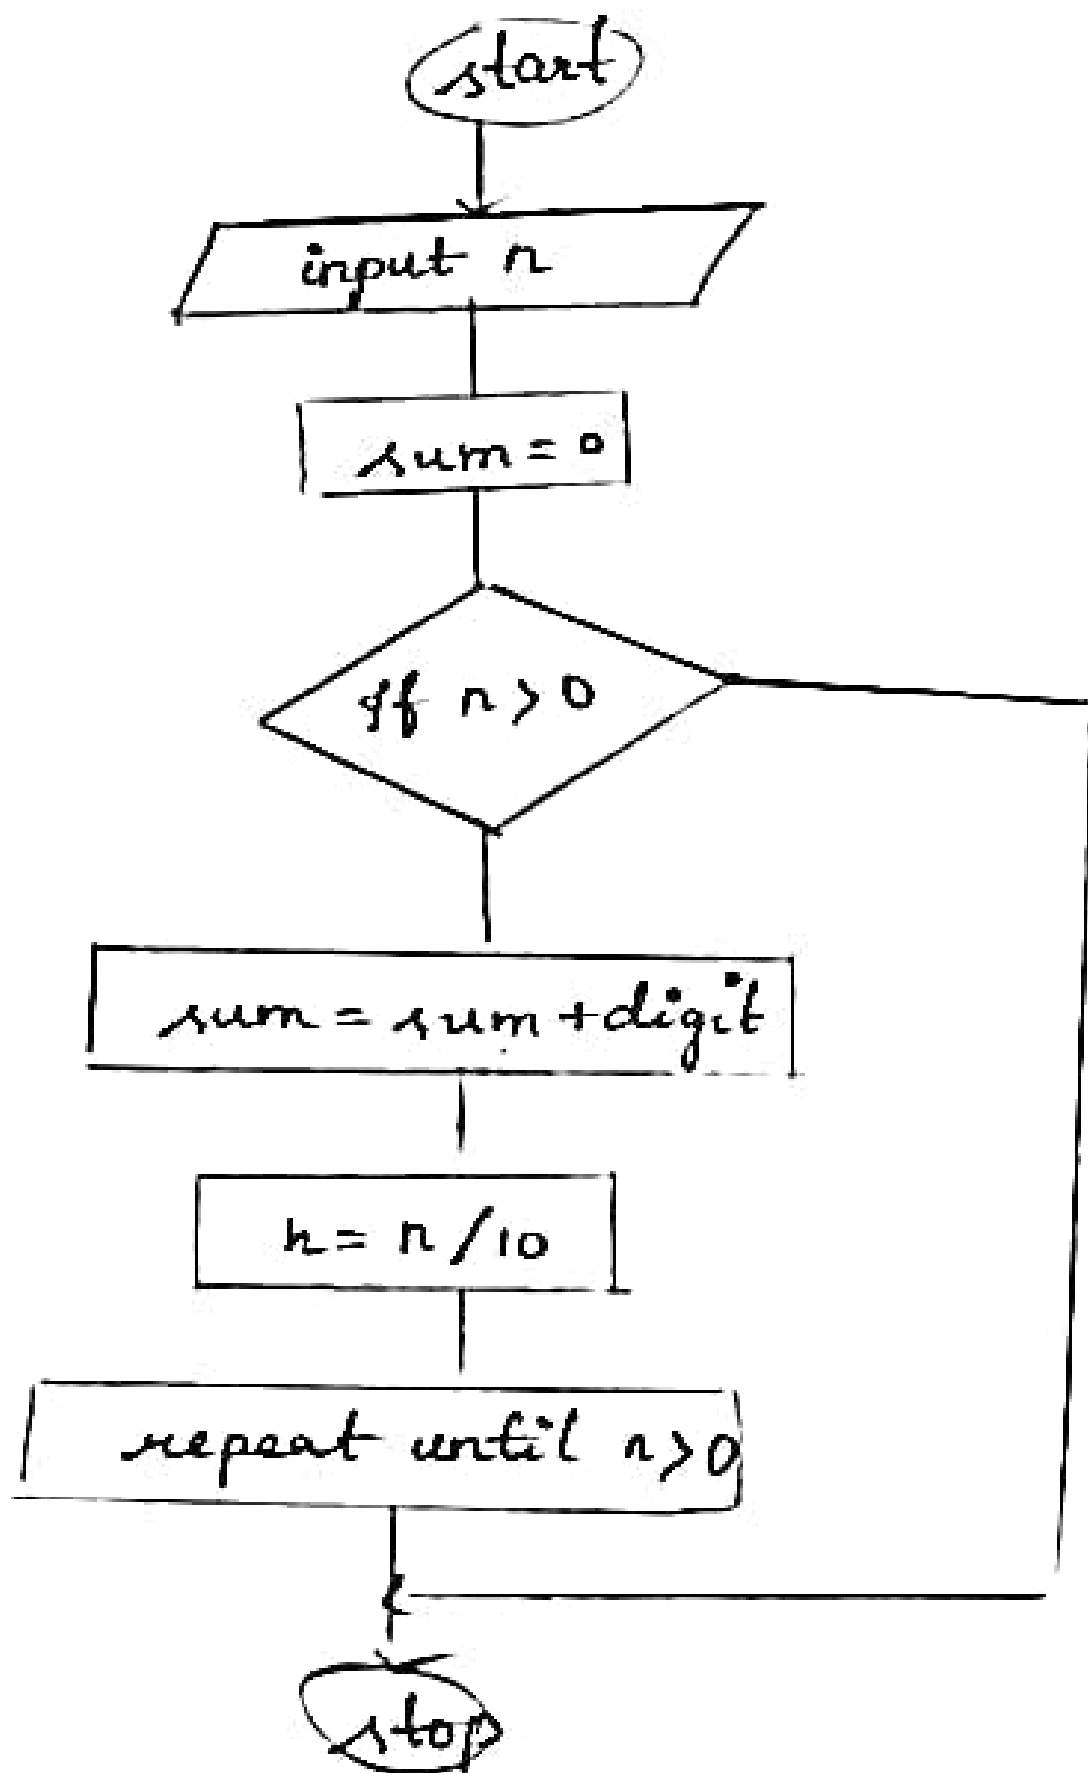 start
input n
sum = 0
If n > 0
sum = sum + digit
n = n / 10
repeat until n > 0
stop